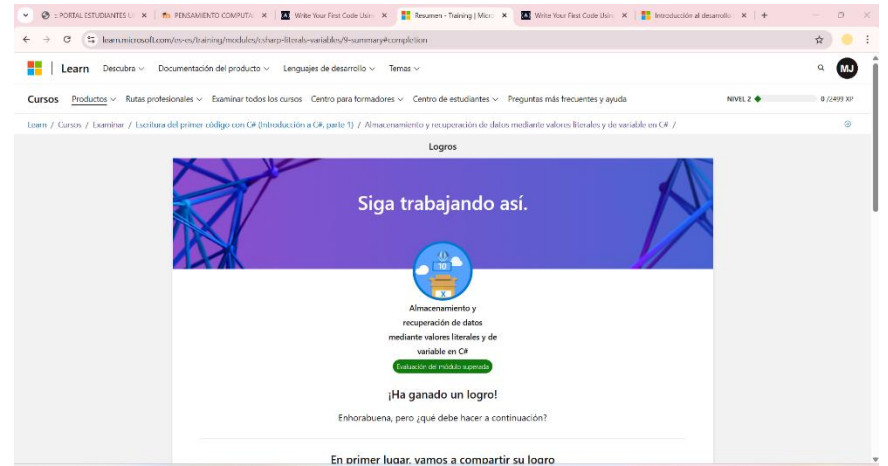 : PORTAL ESTUDIANTES U
PENSAMIENTO COMPUTA
Write Your First Code Usin
Resumen - Training | Micro
Write Your First Code Usin
Introducción al desarrollo
learn.microsoft.com/es-es/training/modules/csharp-literals-variables/9-summary#completion
Learn Descubra Documentación del producto Lenguajes de desarrollo Temas MJ
Cursos Productos Rutas profesionales Examinar todos los cursos Centro para formadores Centro de estudiantes Preguntas más frecuentes y ayuda NIVEL 2 0 /2499 XP
Learn / Cursos / Examinar / Escritura del primer código con C# (Introducción a C#, parte 1) / Almacenamiento y recuperación de datos mediante valores literales y de variable en C# /
Logros
Siga trabajando así.
10
X
Almacenamiento y
recuperación de datos
mediante valores literales y de
variable en C#
Evaluación del módulo superada
¡Ha ganado un logro!
Enhorabuena, pero ¿qué debe hacer a continuación?
En primer lugar, vamos a compartir su logro